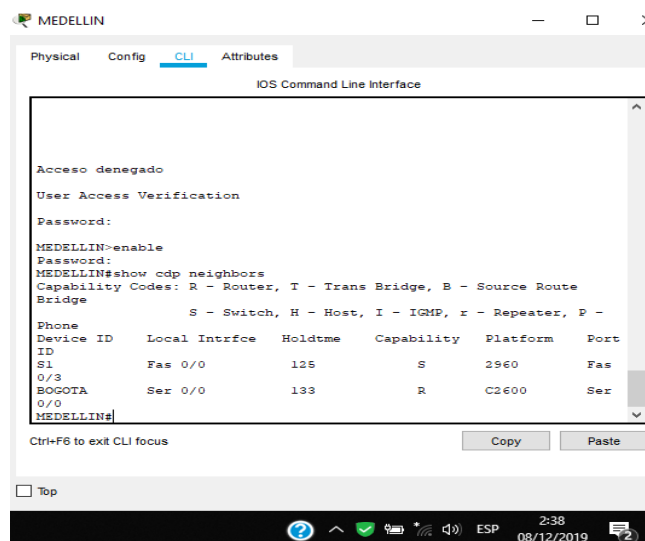 MEDELLIN
Physical Config CLI Attributes
IOS Command Line Interface
Acceso denegado
User Access Verification
Password:
MEDELLIN>enable
Password:
MEDELLIN#show cdp neighbors
Capability Codes: R - Router, T - Trans Bridge, B - Source Route
Bridge
S - Switch, H - Host, I - IGMP, r - Repeater, P -
Phone
Device ID Local Intrfce Holdtme Capability Platform Port
ID
S1 Fas 0/0 125 S 2960 Fas
0/3
BOGOTA Ser 0/0 133 R C2600 Ser
0/0
MEDELLIN#
Ctrl+F6 to exit CLI focus
Copy Paste
Top
ESP
2:38
08/12/2019
2